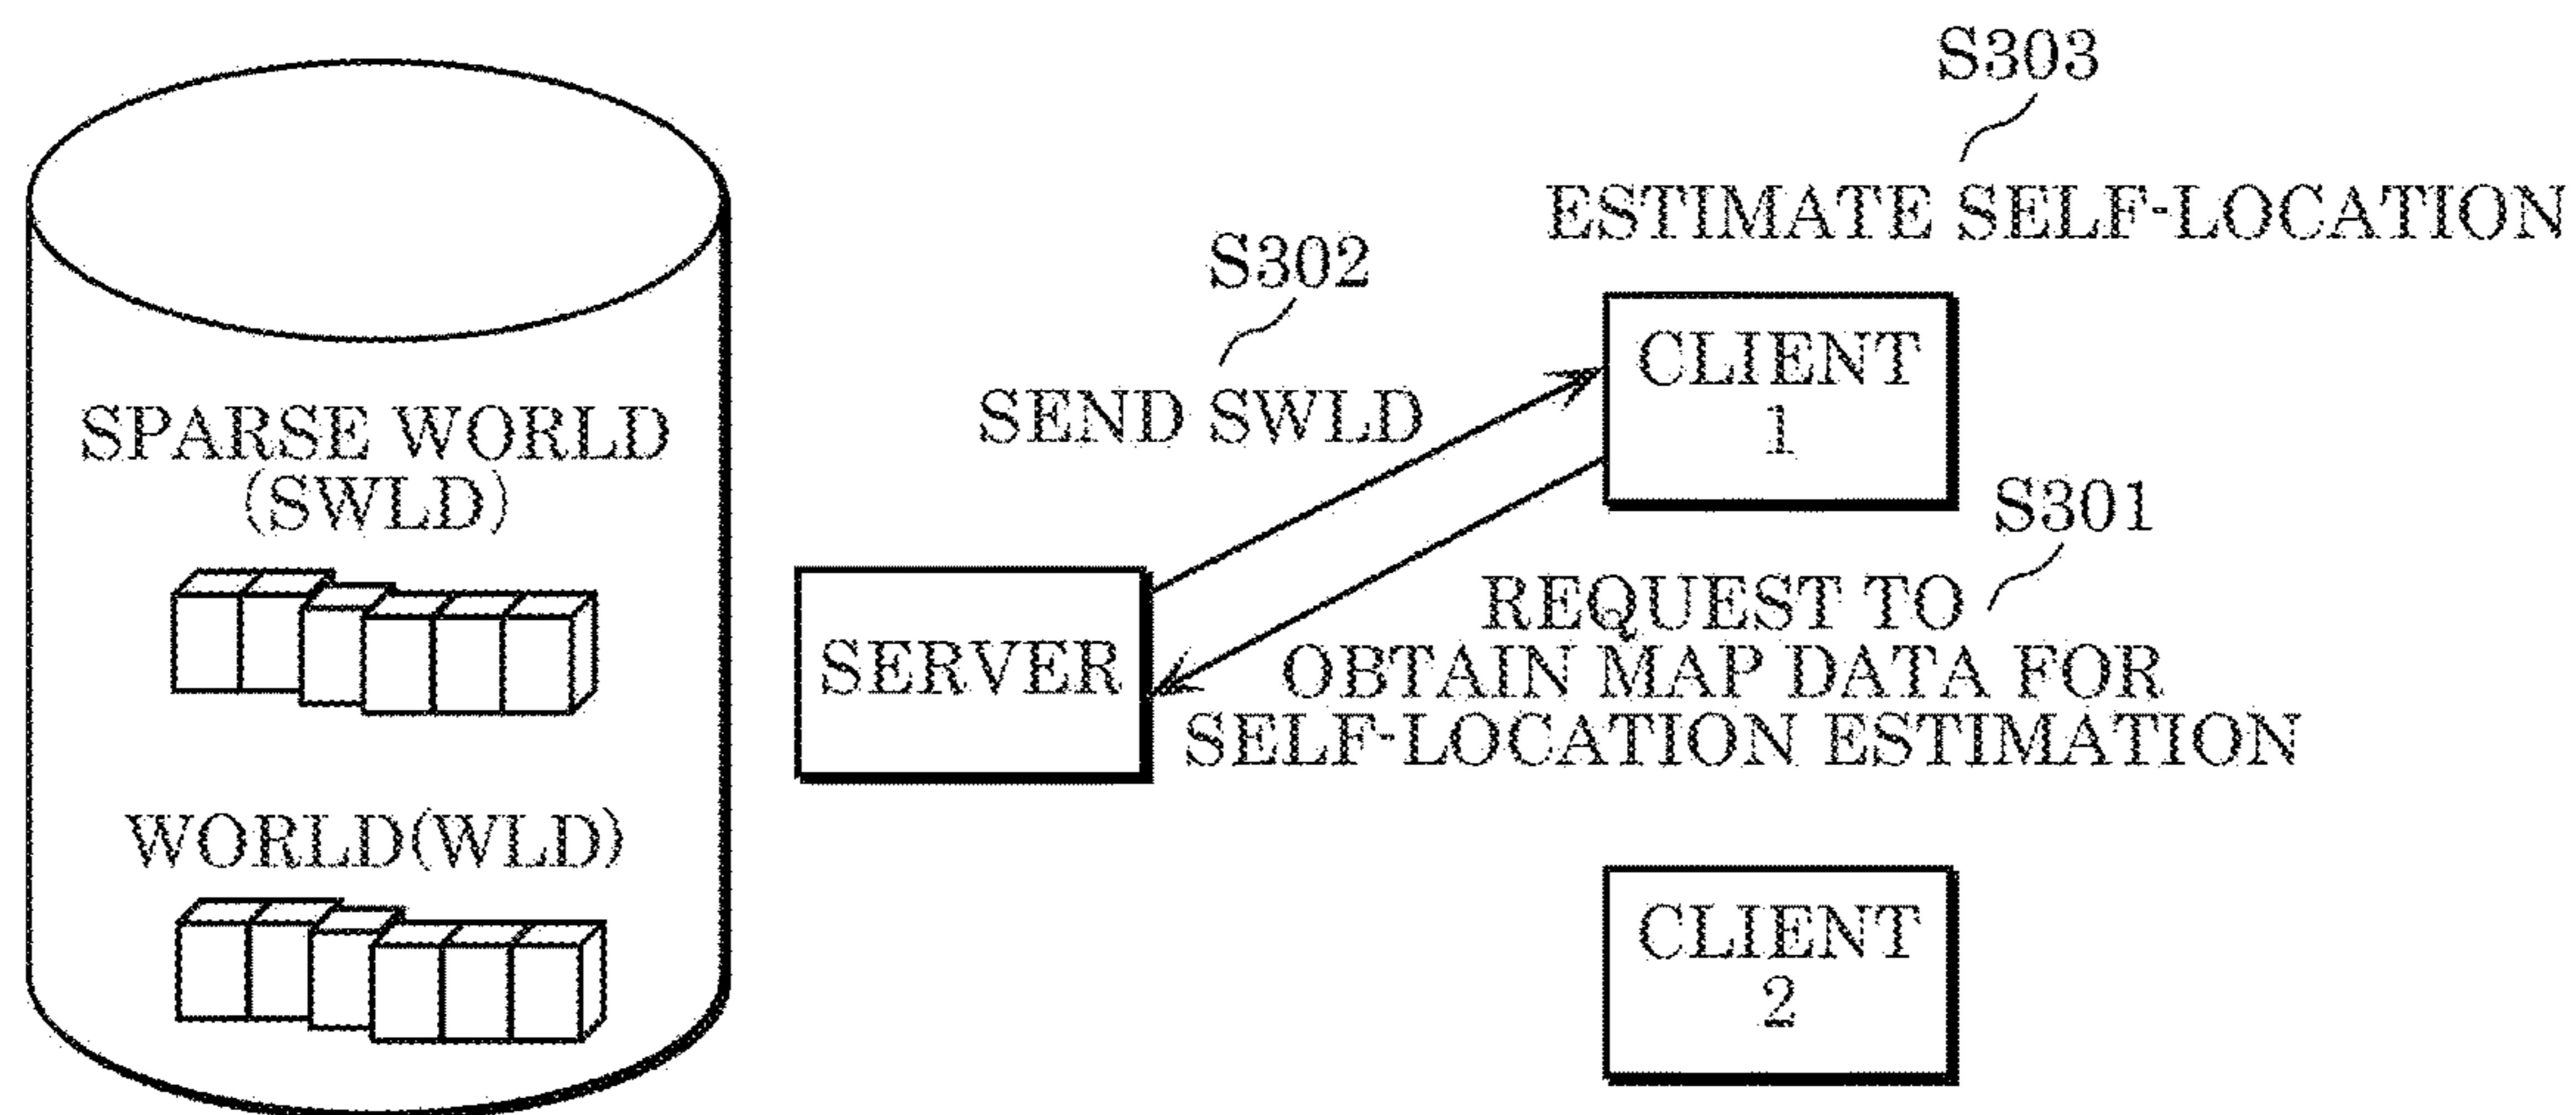 S303
ESTIMATE SELF-LOCATION
S302
SEND SWLD
CLIENT
1
SPARSE WORLD
(SWLD)
S301
REQUEST TO
OBTAIN MAP DATA FOR
SELF-LOCATION ESTIMATION
SERVER
WORLD(WLD)
CLIENT
2